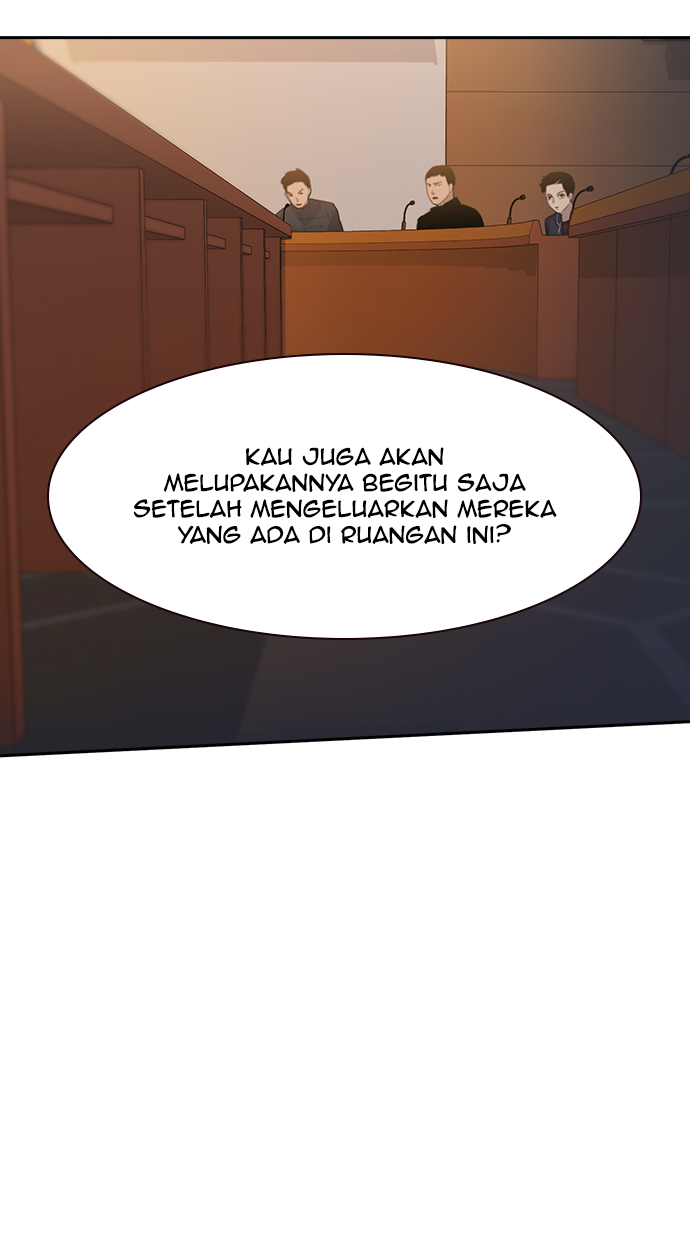 KAU JUGA AKAN
MELUPAKANNYA BEGITU SAJA
SETELAH MENGELUARKAN MEREKA
YANG ADA DI RUANGAN INI?